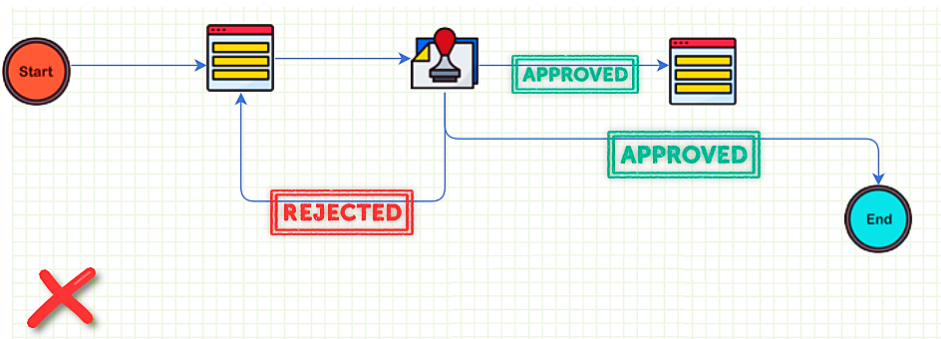 Start
APPROVED
APPROVED
REJECTED
End